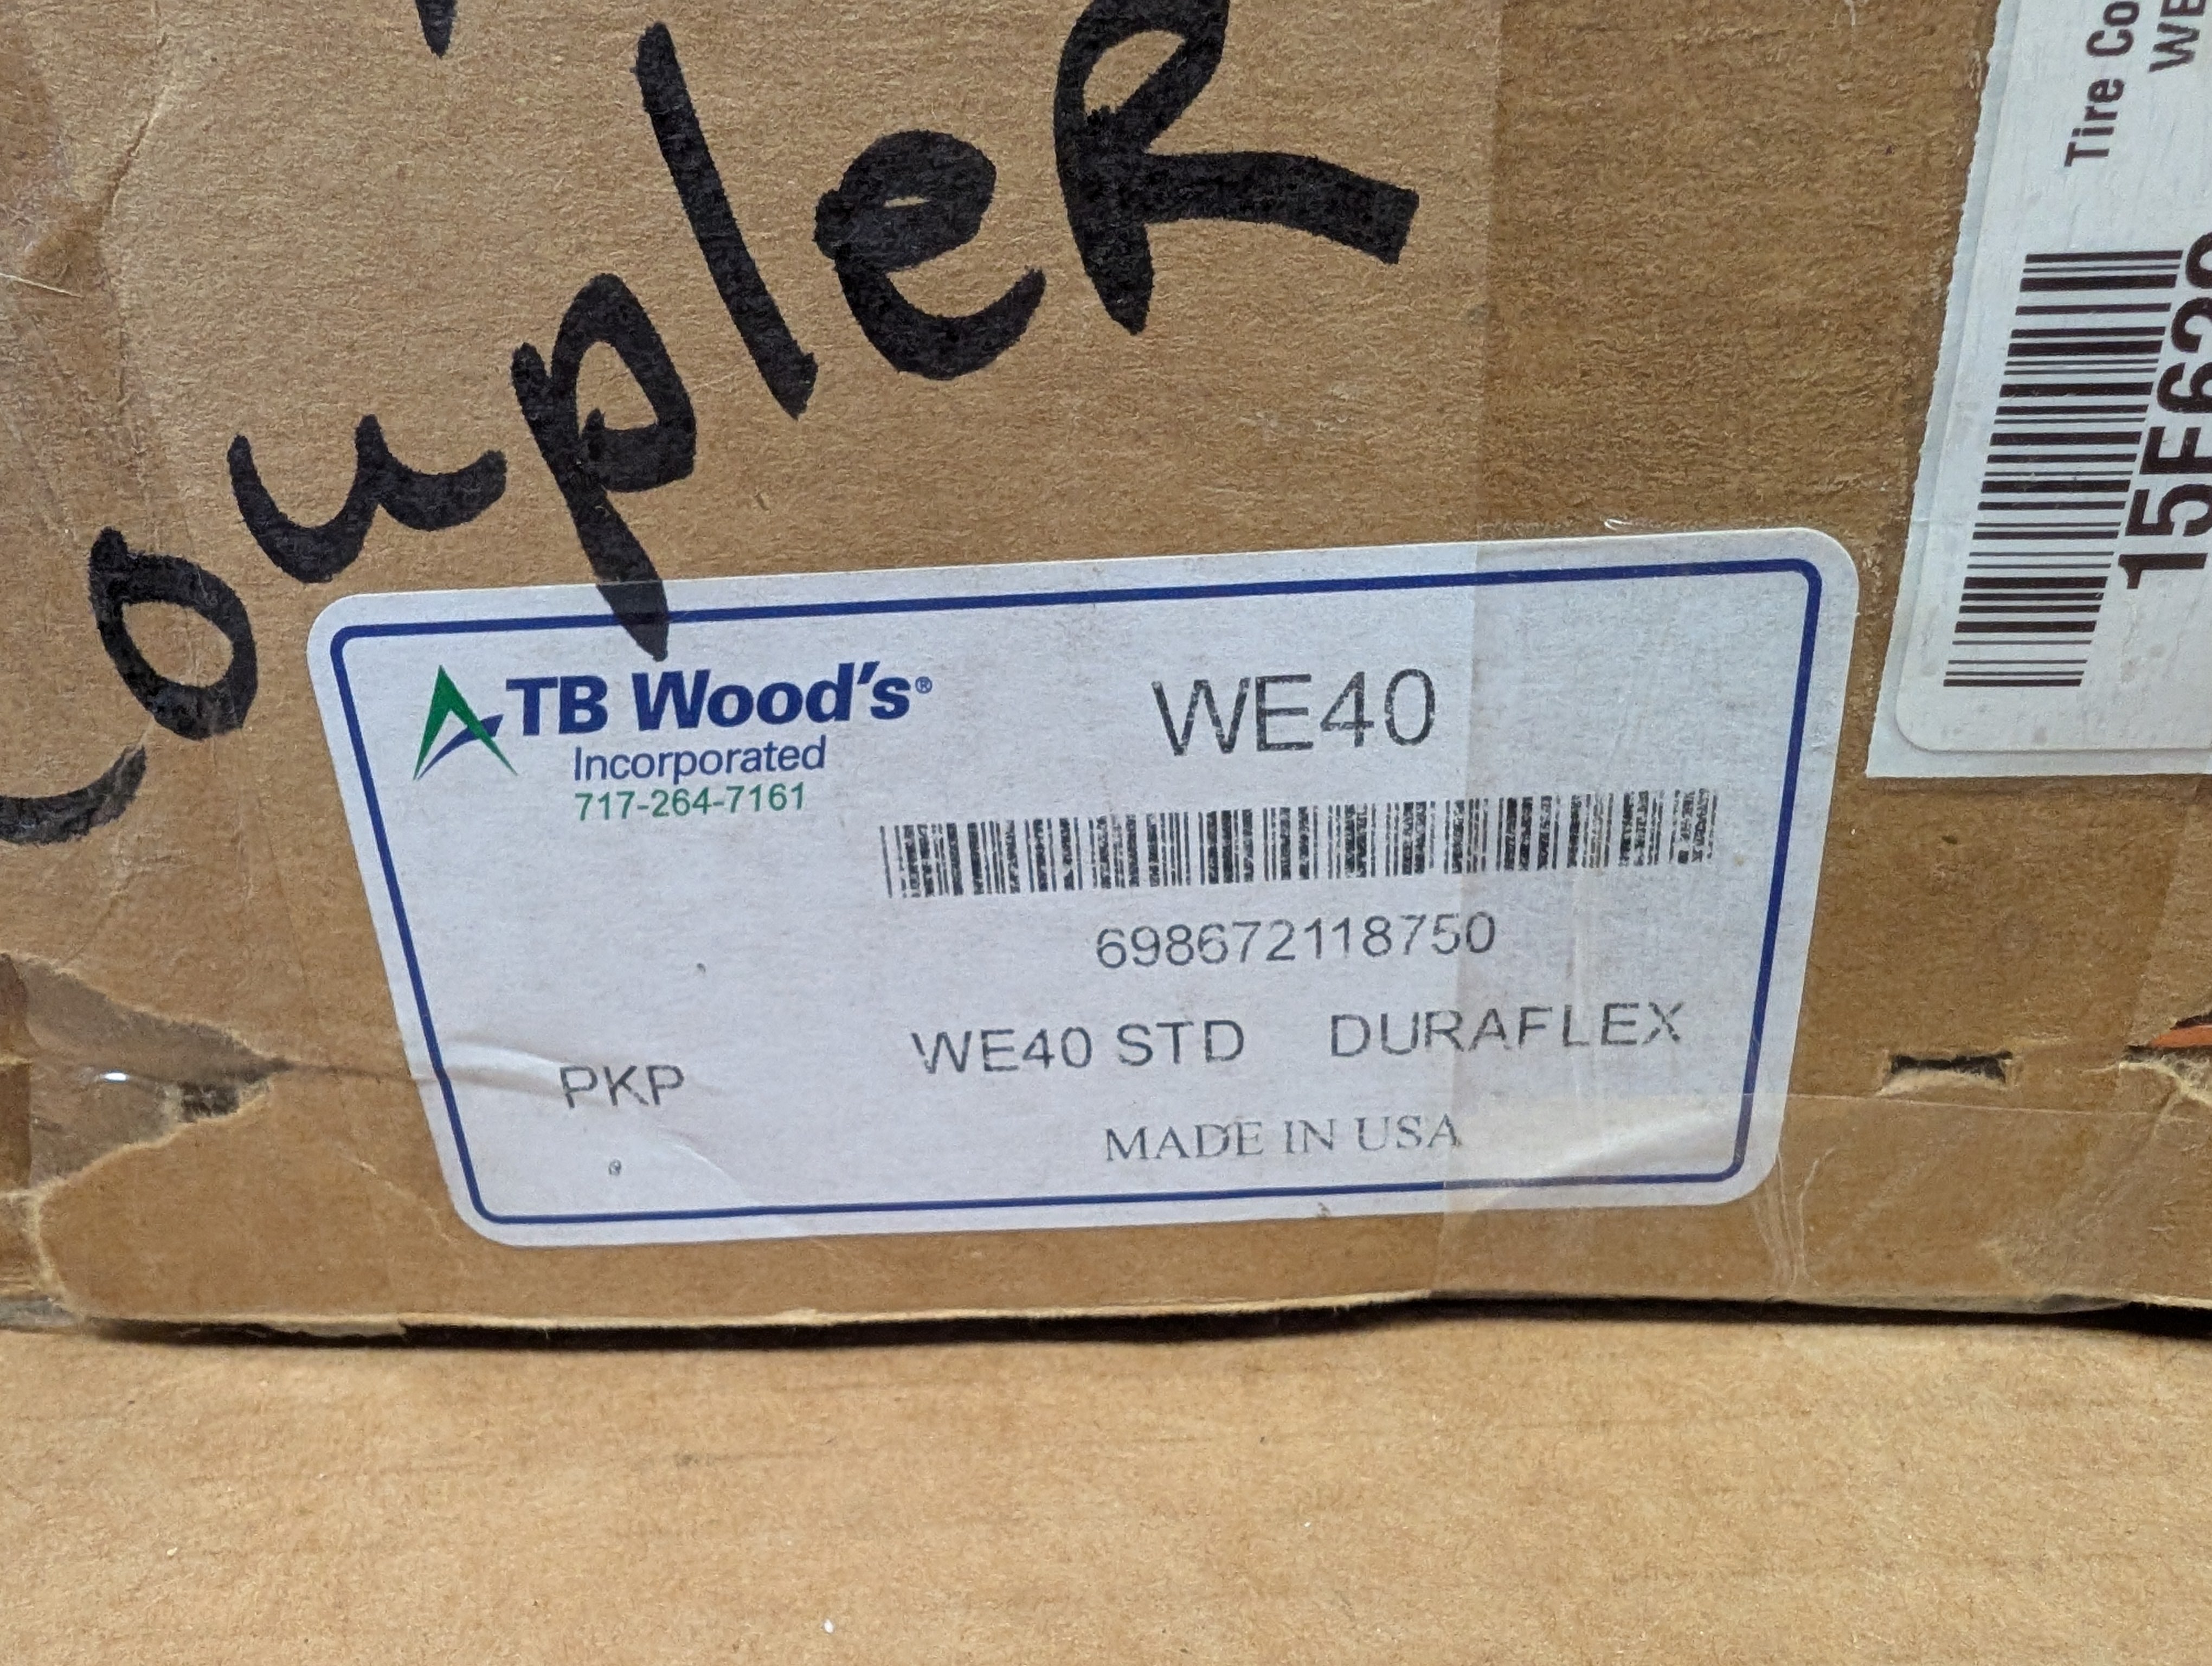 coupler
Tire Co
15E62
TB Wood's®
Incorporated
717-264-7161
WE40
698672118750
WE40 STD DURAFLEX
PKP
MADE IN USA